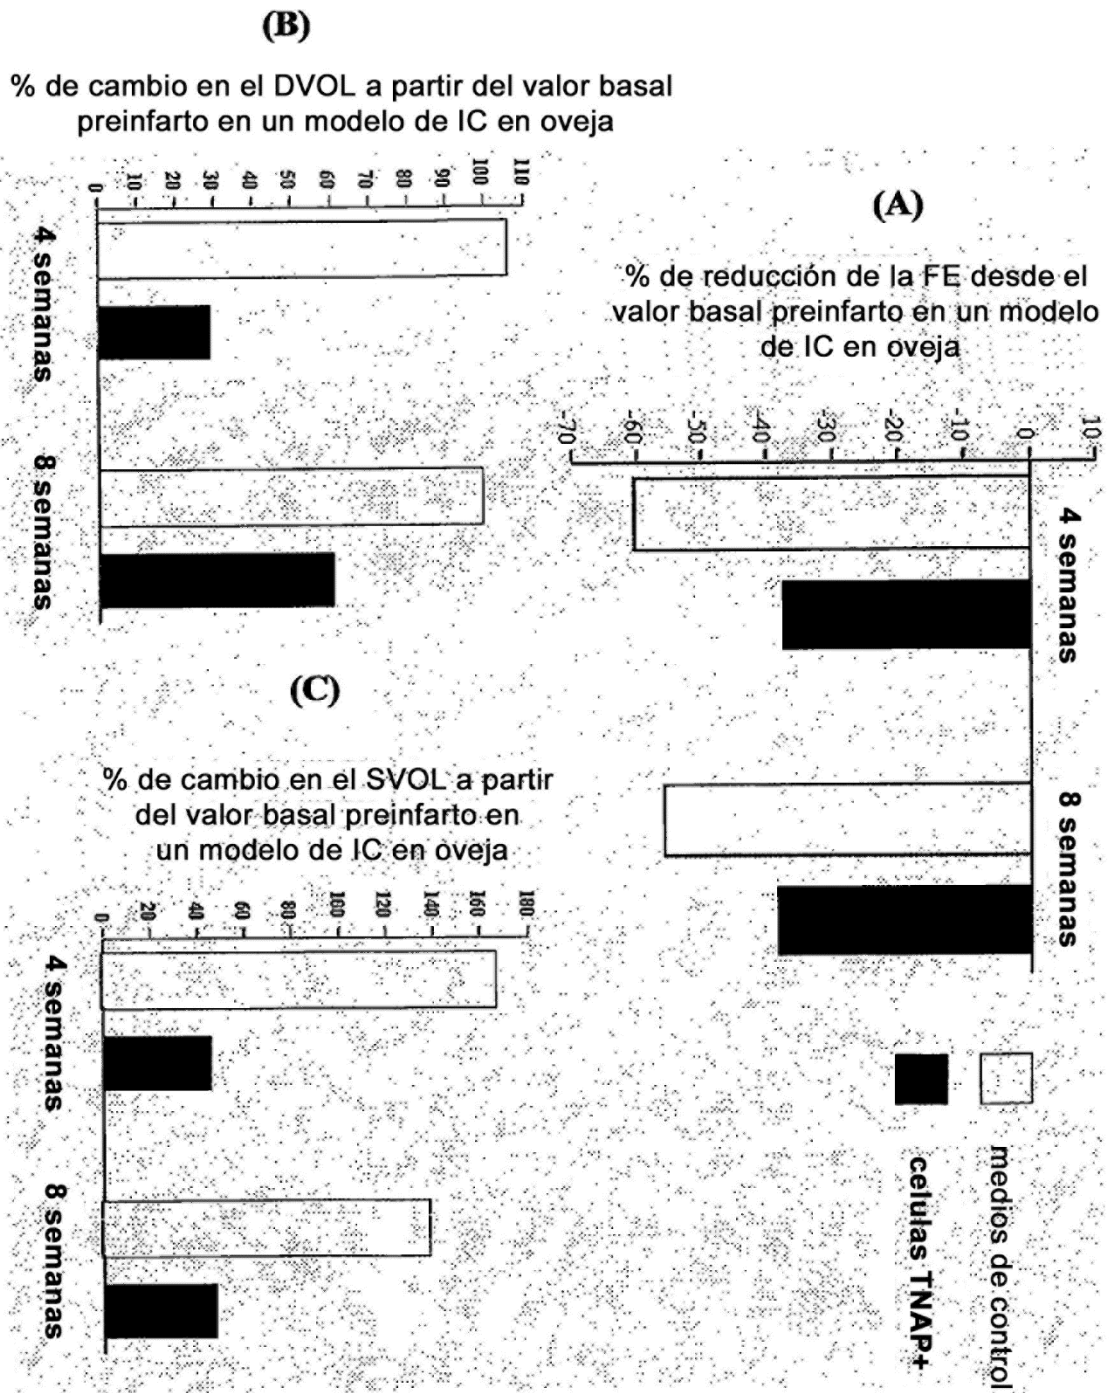 (B)
% de cambio en el DVOL a partir del valor basal
preinfarto en un modelo de IC en oveja
0 10 20 30 40 50 60 70 80 90 100 110
4 semanas
8 semanas
(A)
% de reducción de la FE desde el
valor basal preinfarto en un modelo
de IC en oveja
-70 -60 -50 -40 -30 -20 -10 0 10
4 semanas
8 semanas
medios de control
celulas TNAP+
(C)
% de cambio en el SVOL a partir
del valor basal preinfarto en
un modelo de IC en oveja
0 20 40 60 80 100 120 140 160 180
4 semanas
8 semanas